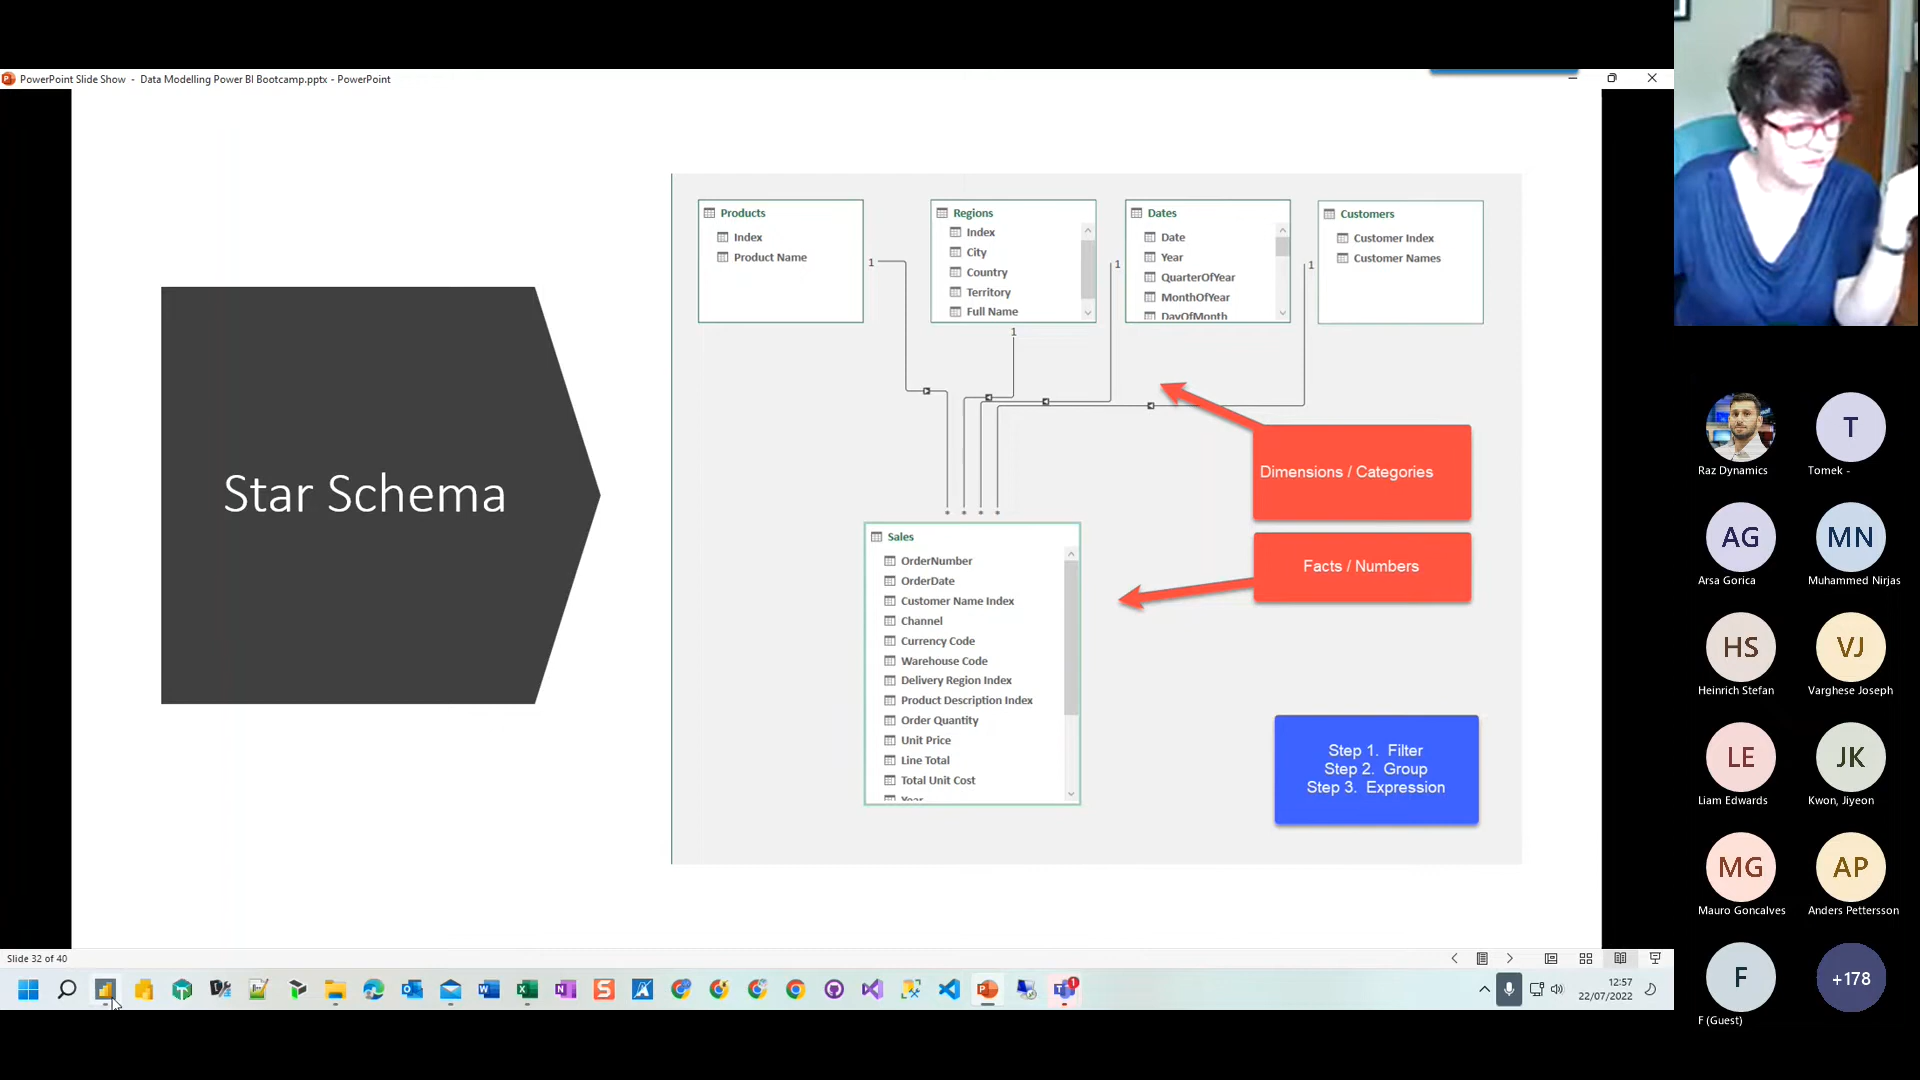 PowerPoint Slide Show - Data Modelling Power BI Bootcamp.pptx - PowerPoint
Star Schema
Products
Index
Product Name
Regions
Index
City
Country
Territory
Full Name
Dates
Date
Year
QuarterOfYear
MonthOfYear
DayOfMonth
Customers
Customer Index
Customer Names
1
1
1
1
Dimensions / Categories
Facts / Numbers
Sales
OrderNumber
OrderDate
Customer Name Index
Channel
Currency Code
Warehouse Code
Delivery Region Index
Product Description Index
Order Quantity
Unit Price
Line Total
Total Unit Cost
Year
Step 1. Filter
Step 2. Group
Step 3. Expression
Slide 32 of 40
12:57
22/07/2022
Raz Dynamics
T
Tomek -
AG
Arsa Gorica
MN
Muhammed Nirjas
HS
Heinrich Stefan
VJ
Varghese Joseph
LE
Liam Edwards
JK
Kwon, Jiyeon
MG
Mauro Goncalves
AP
Anders Pettersson
F
F (Guest)
+178